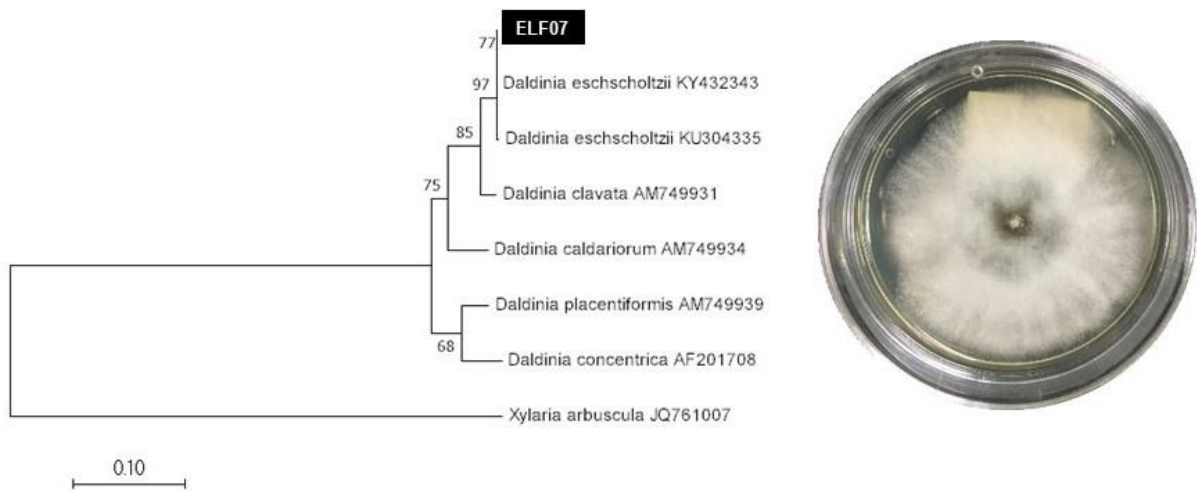 ELF07
77
Daldinia eschscholtzii KY432343
97
Daldinia eschscholtzii KU304335
85
Daldinia clavata AM749931
75
Daldinia caldariorum AM749934
Daldinia placentiformis AM749939
68
Daldinia concentrica AF201708
Xylaria arbuscula JQ761007
0.10